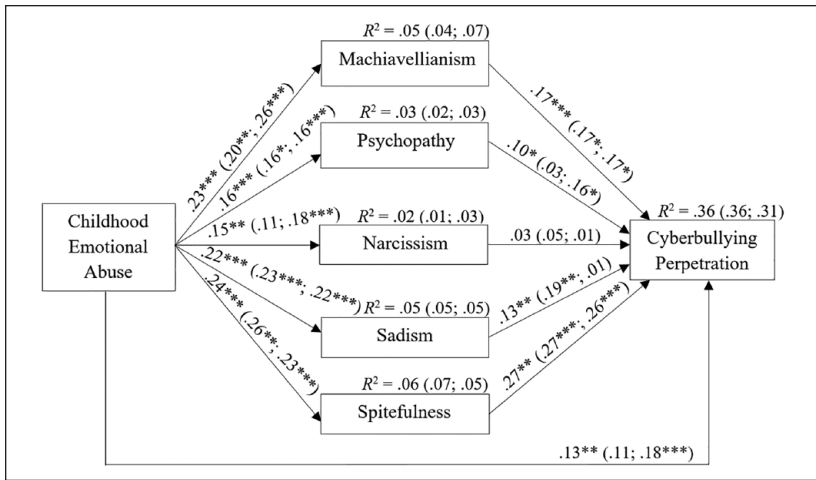 R² = .05 (.04; .07)
Machiavellianism
.23*** (.20**; .26***)
.17*** (.17*; .17*)
R² = .03 (.02; .03)
Psychopathy
.16*** (.16*; .16***)
.10* (.03; .16*)
Childhood
Emotional
Abuse
.15** (.11; .18***)
R² = .02 (.01; .03)
Narcissism
.03 (.05; .01)
R² = .36 (.36; .31)
Cyberbullying
Perpetration
.22*** (.23***; .22***)
R² = .05 (.05; .05)
Sadism
.13** (.19**; .01)
.24*** (.26**; .23***)
R² = .06 (.07; .05)
Spitefulness
.27** (.27***; .26***)
.13** (.11; .18***)